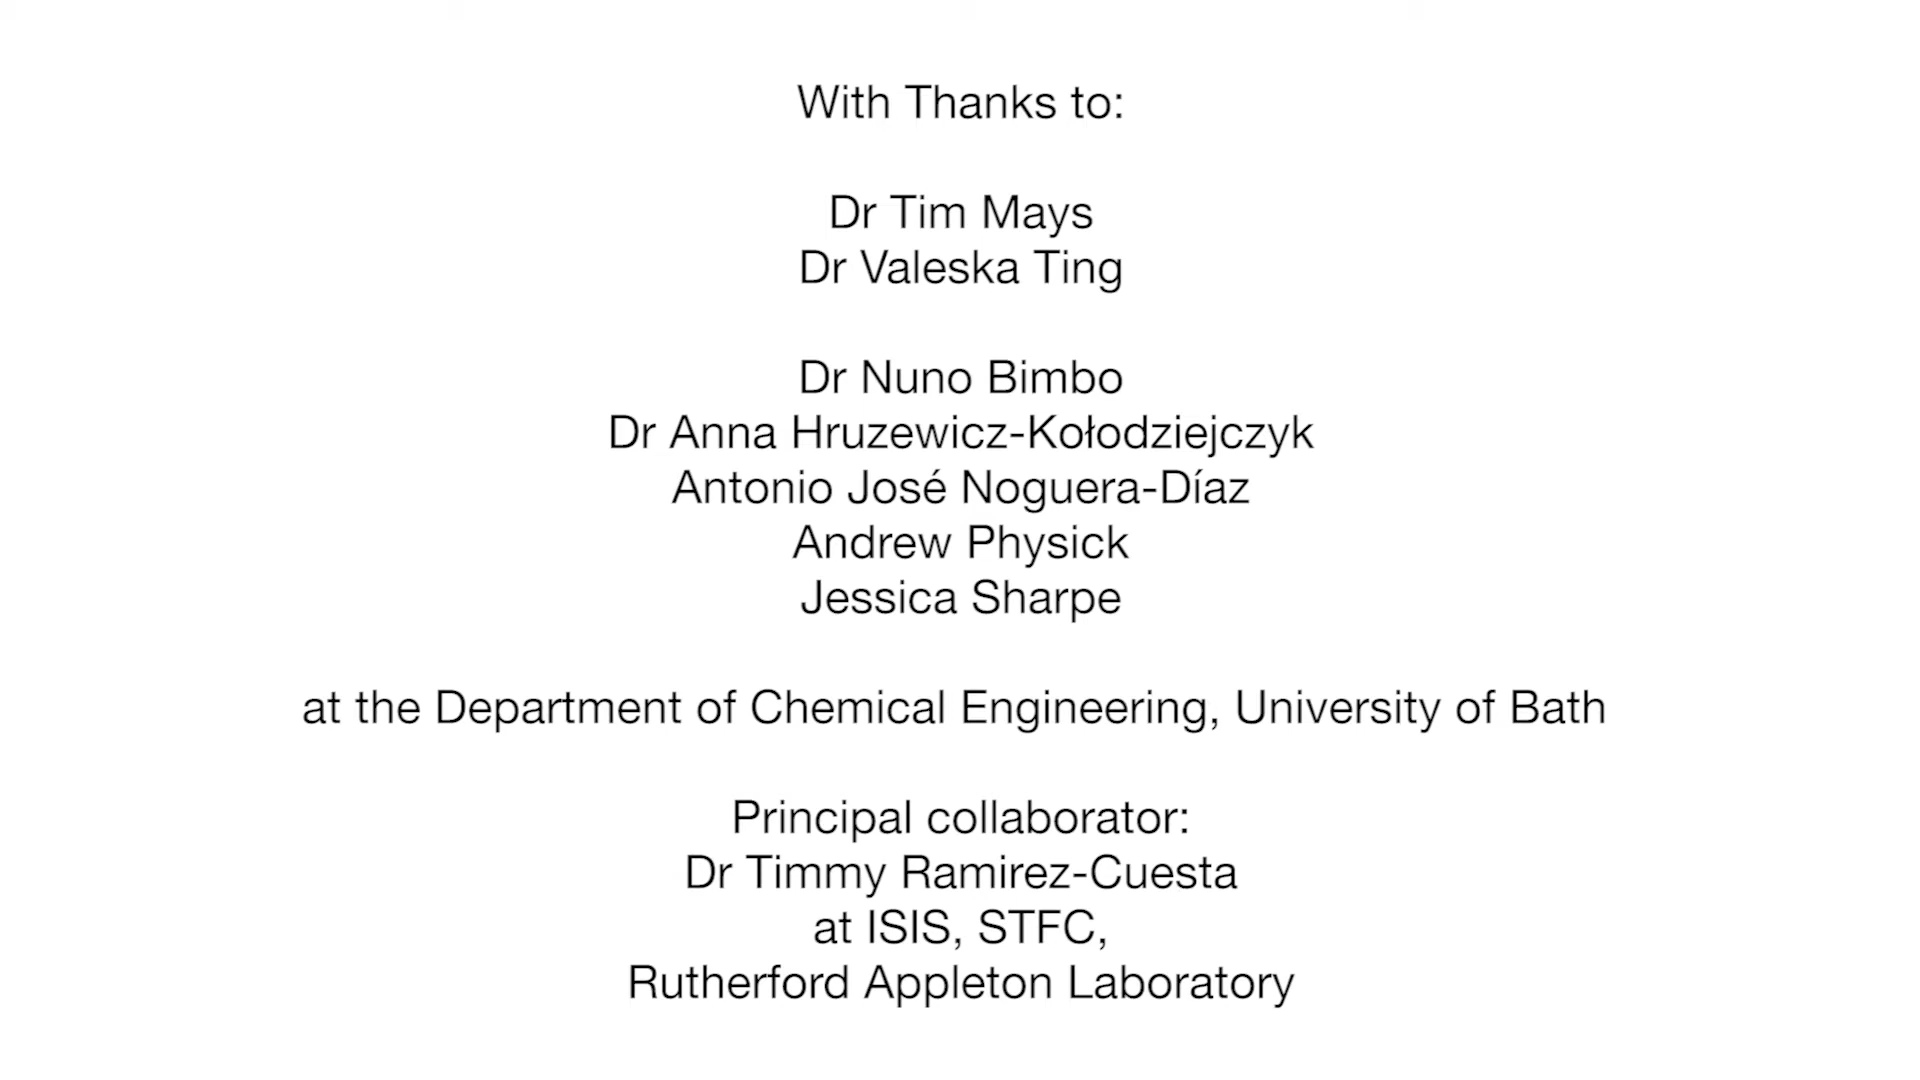 With Thanks to:
Dr Tim Mays
Dr Valeska Ting
Dr Nuno Bimbo
Dr Anna Hruzewicz-Kołodziejczyk
Antonio José Noguera-Díaz
Andrew Physick
Jessica Sharpe
at the Department of Chemical Engineering, University of Bath
Principal collaborator:
Dr Timmy Ramirez-Cuesta
at ISIS, STFC,
Rutherford Appleton Laboratory